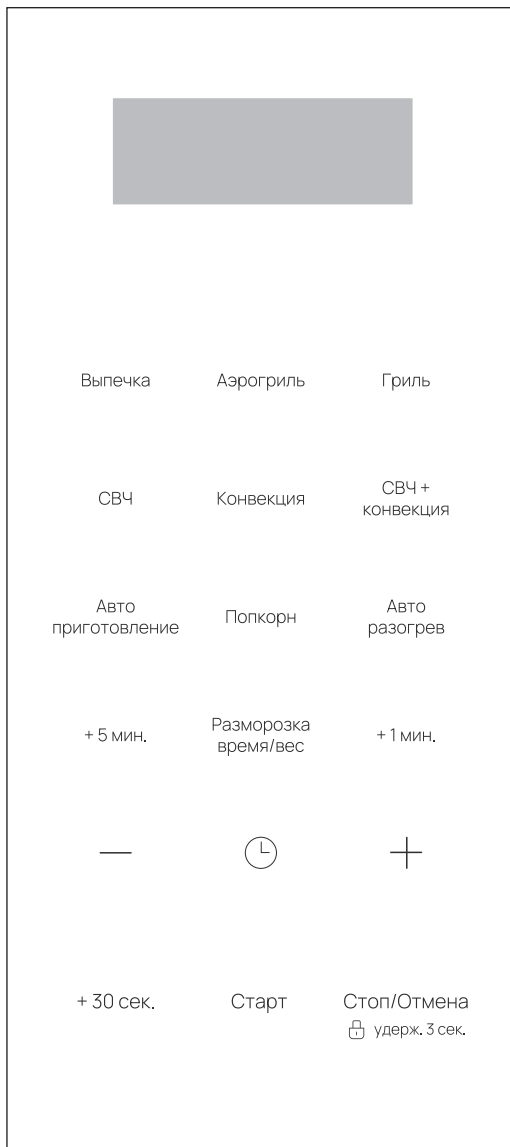 Выпечка
Аэрогриль
Гриль
СВЧ
Конвекция
СВЧ +
конвекция
Авто
приготовление
Попкорн
Авто
разогрев
+ 5 мин.
Разморозка
время/вес
+ 1 мин.
+ 30 сек.
Старт
Стоп/Отмена
удерж. 3 сек.